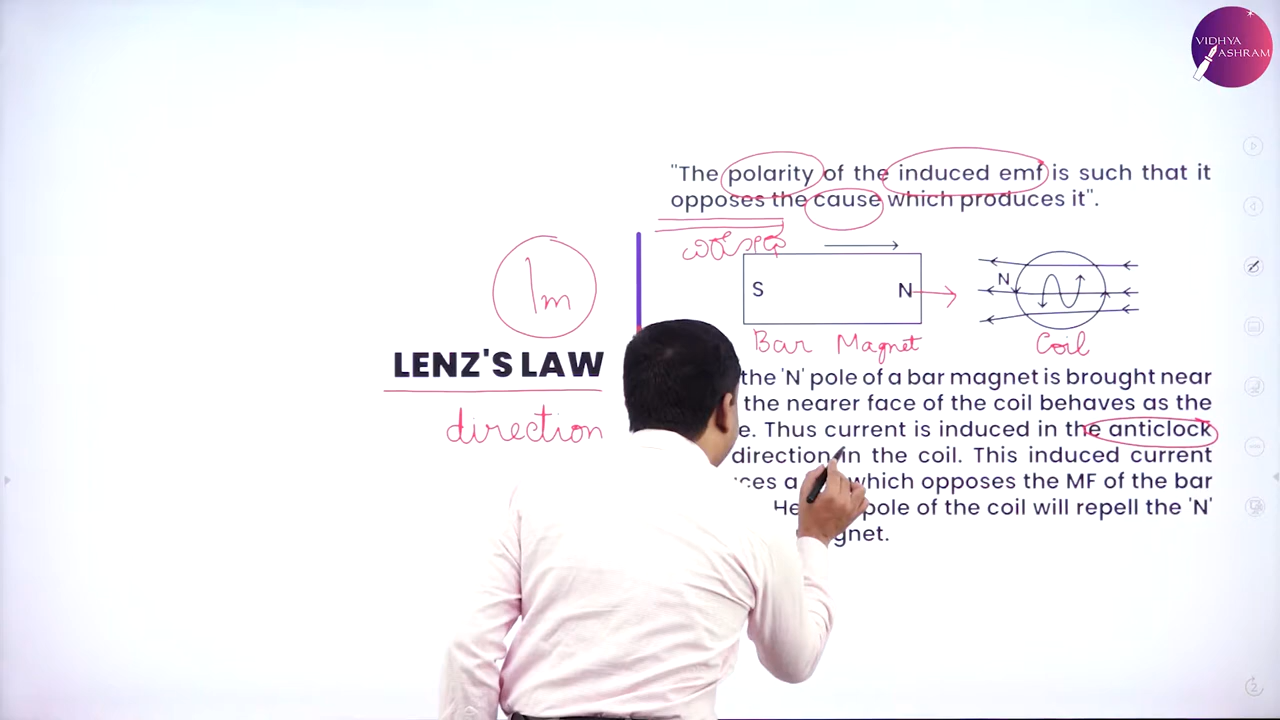 VIDHYA
ASHRAM
"The polarity of the induced emf is such that it
opposes the cause which produces it".
S N
N
1m
Bar Magnet
Coil
LENZ'S LAW
direction
the 'N' pole of a bar magnet is brought near
the nearer face of the coil behaves as the
Thus current is induced in the anticlock
direction in the coil. This induced current
a which opposes the MF of the bar
pole of the coil will repell the 'N'